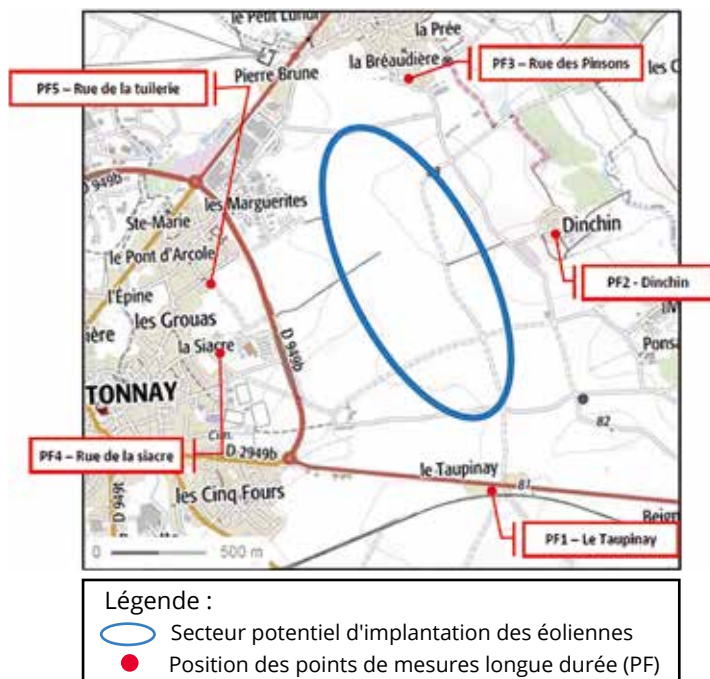 le Petit Lundi
la Prée
la Bréaudière
PF3 – Rue des Pinsons
Pierre Brune
PF5 – Rue de la tuilerie
D 949b
les Marguerites
Ste-Marie
le Pont d'Arcole
Dinchin
PF2 - Dinchin
l'Épine
les Grouas
la Siacre
D 949b
Ponsa
TONNAY
82
Cim.
D 2949b
PF4 – Rue de la siacre
le Taupinay
81
les Cinq Fours
D 949t
PF1 – Le Taupinay
0 500 m
Légende :
Secteur potentiel d'implantation des éoliennes
Position des points de mesures longue durée (PF)